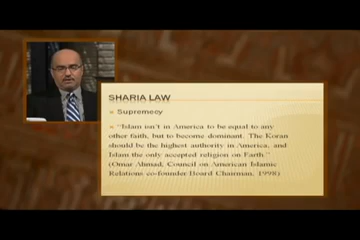 SHARIA LAW
Supremacy
"Islam isn't in America to be equal to any
other faith, but to become dominant. The Koran
should be the highest authority in America, and
Islam the only accepted religion on Earth."
(Omar Ahmad, Council on American Islamic
Relations co-founder Board Chairman, 1998)